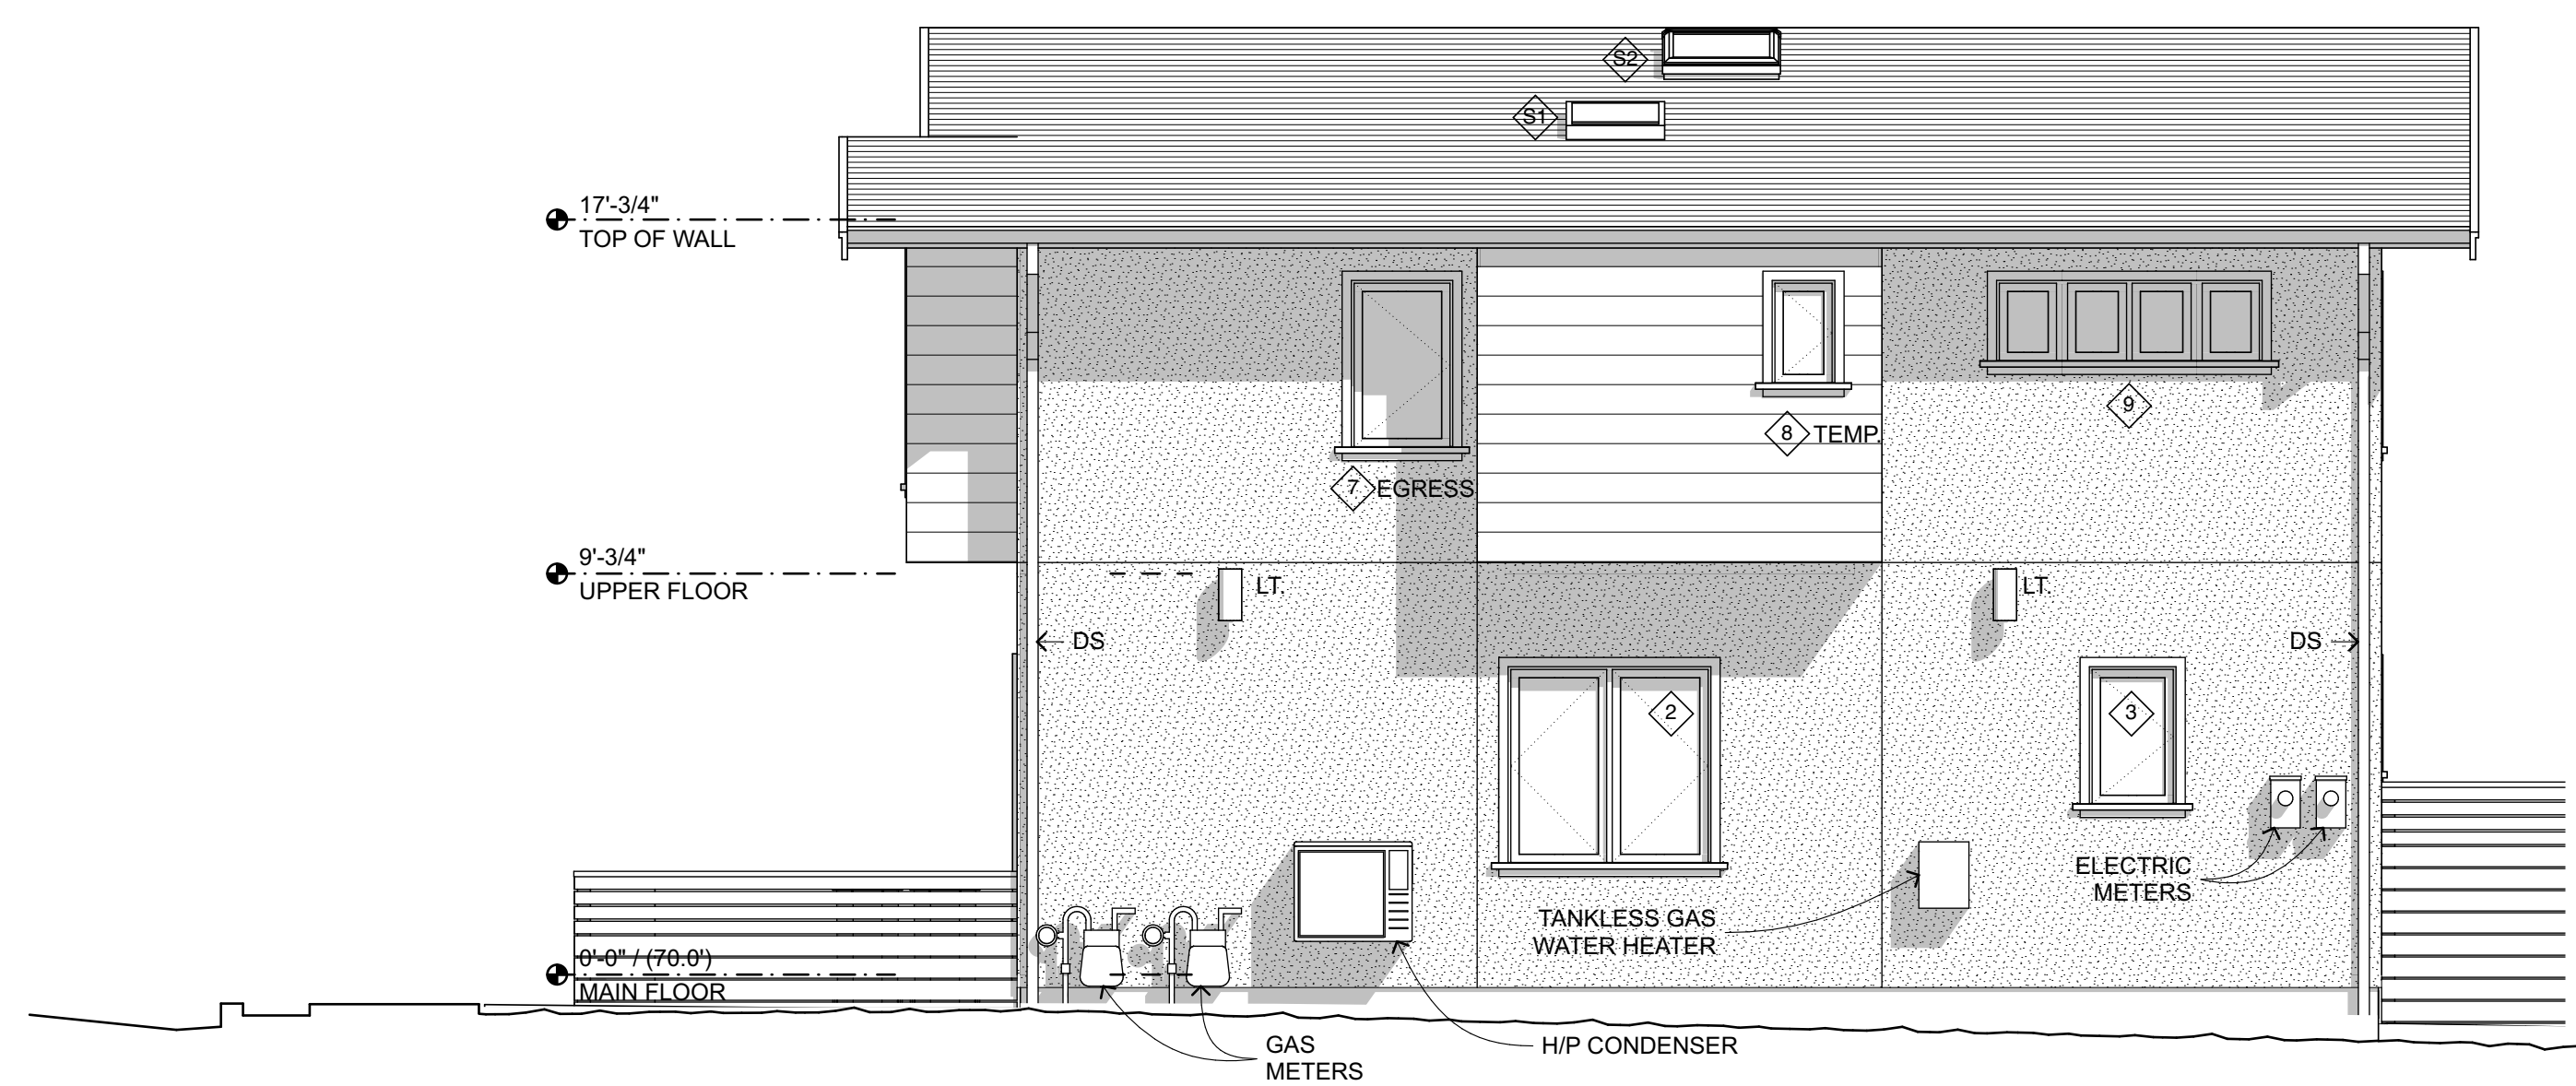 S2
S1
17'-3/4"
TOP OF WALL
9
8 TEMP.
7 EGRESS
9'-3/4"
UPPER FLOOR
LT.
LT.
DS
DS
2
3
ELECTRIC
METERS
TANKLESS GAS
WATER HEATER
0'-0" / (70.0')
MAIN FLOOR
GAS
METERS
H/P CONDENSER